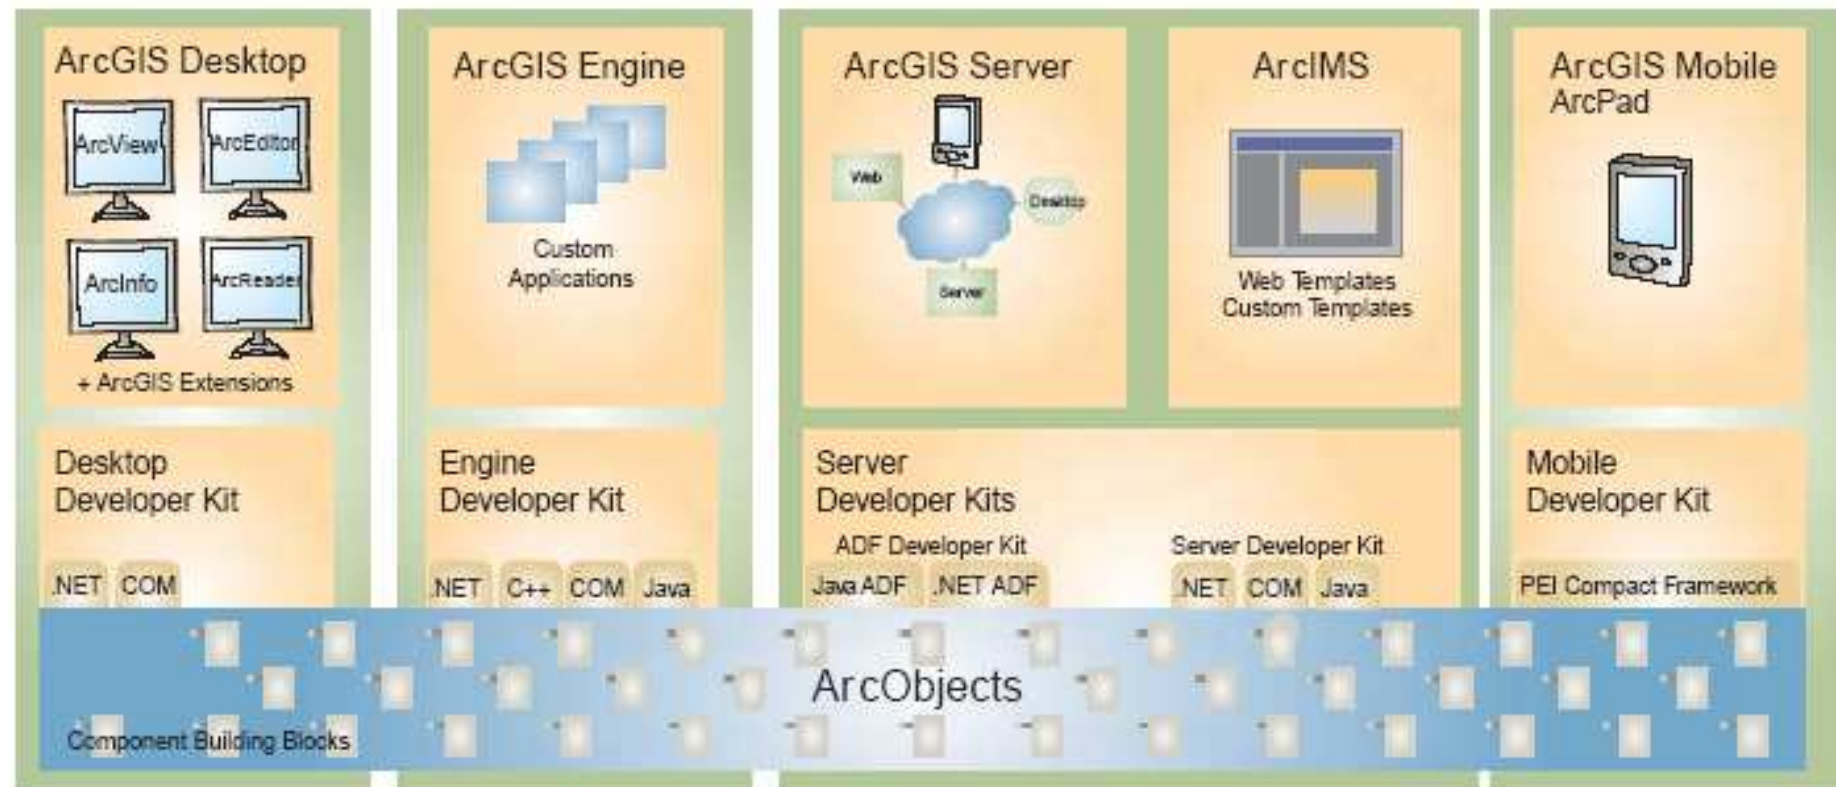 ArcGIS Desktop
ArcView
ArcEditor
ArcInfo
ArcReader
+ ArcGIS Extensions
ArcGIS Engine
Custom
Applications
ArcGIS Server
Web
Desktop
Server
ArcIMS
Web Templates
Custom Templates
ArcGIS Mobile
ArcPad
Desktop
Developer Kit
.NET
COM
Engine
Developer Kit
.NET
C++
COM
Java
Server
Developer Kits
ADF Developer Kit
Java ADF
.NET ADF
Server Developer Kit
.NET
COM
Java
Mobile
Developer Kit
PEI Compact Framework
ArcObjects
Component Building Blocks